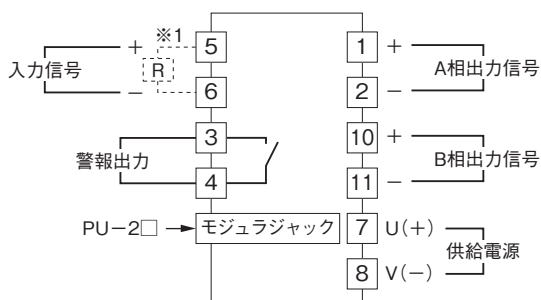 ※1
+ 5
入力信号 R
− 6
3
警報出力
4
PU−2□ モジュラジャック
1 +
A相出力信号
2 −
10 +
B相出力信号
11 −
7 U(+)
供給電源
8 V(−)